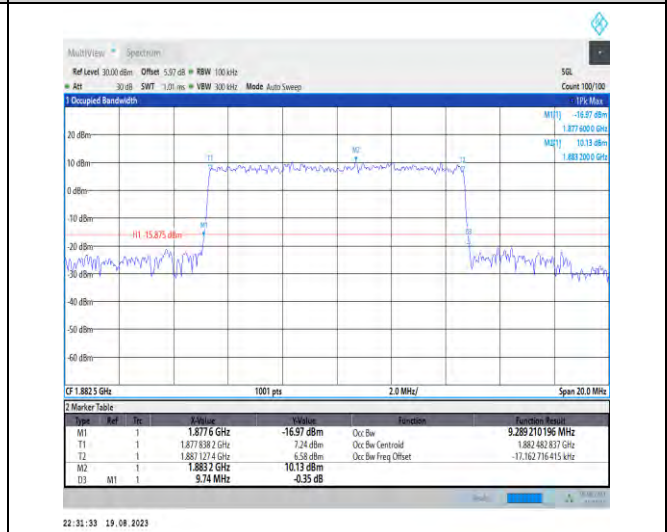 MultiView Spectrum
Ref Level 30.00 dBm Offset 5.97 dB RBW 100 kHz SGL
Att 30 dB SWT 1.01 ms VBW 300 kHz Mode Auto Sweep Count 100/100
1 Occupied Bandwidth 1Pk Max
M1[1] -16.97 dBm
1.877 600 0 GHz
M2[1] 10.13 dBm
1.883 200 0 GHz
20 dBm
M2
T1 T2
10 dBm
0 dBm
-10 dBm
M1
H1 -15.875 dBm
D3
-20 dBm
-30 dBm
-40 dBm
-50 dBm
-60 dBm
CF 1.882 5 GHz 1001 pts 2.0 MHz/ Span 20.0 MHz
2 Marker Table
Type Ref Trc X-Value Y-Value Function Function Result
M1 1 1.877 6 GHz -16.97 dBm Occ Bw 9.289 210 196 MHz
T1 1 1.877 838 2 GHz 7.24 dBm Occ Bw Centroid 1.882 482 837 GHz
T2 1 1.887 127 4 GHz 6.58 dBm Occ Bw Freq Offset -17.162 716 415 kHz
M2 1 1.883 2 GHz 10.13 dBm
D3 M1 1 9.74 MHz -0.35 dB
22:31:33 19.08.2023